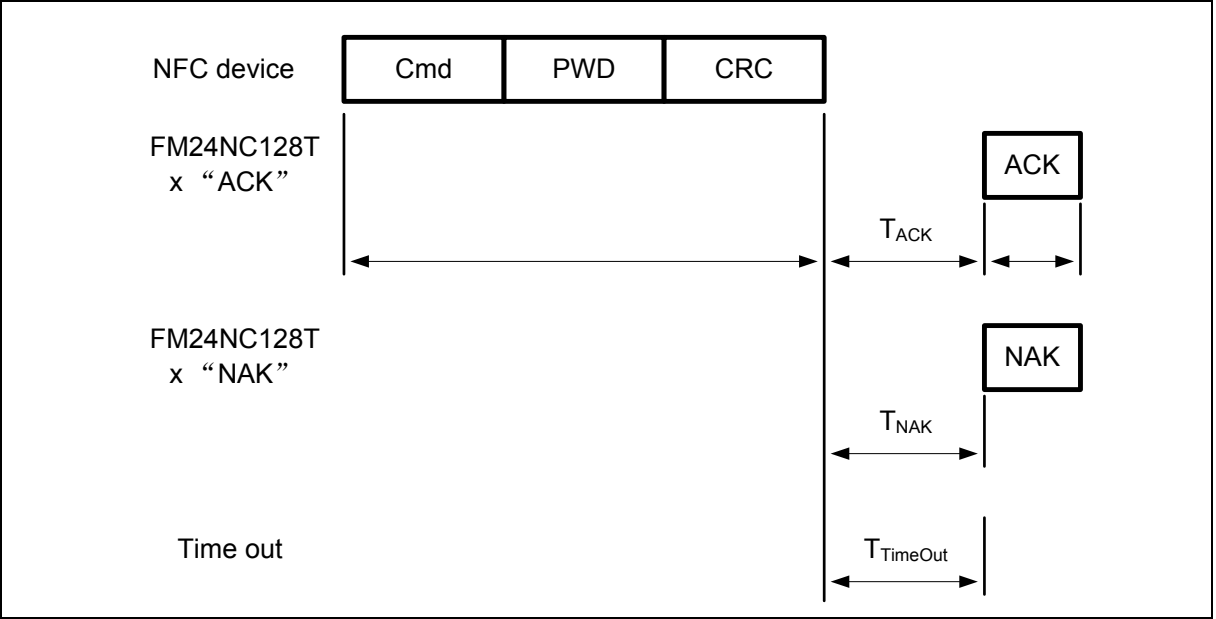 NFC device
Cmd
PWD
CRC
FM24NC128T
x “ACK”
ACK
TACK
FM24NC128T
x “NAK”
NAK
TNAK
Time out
TTimeOut